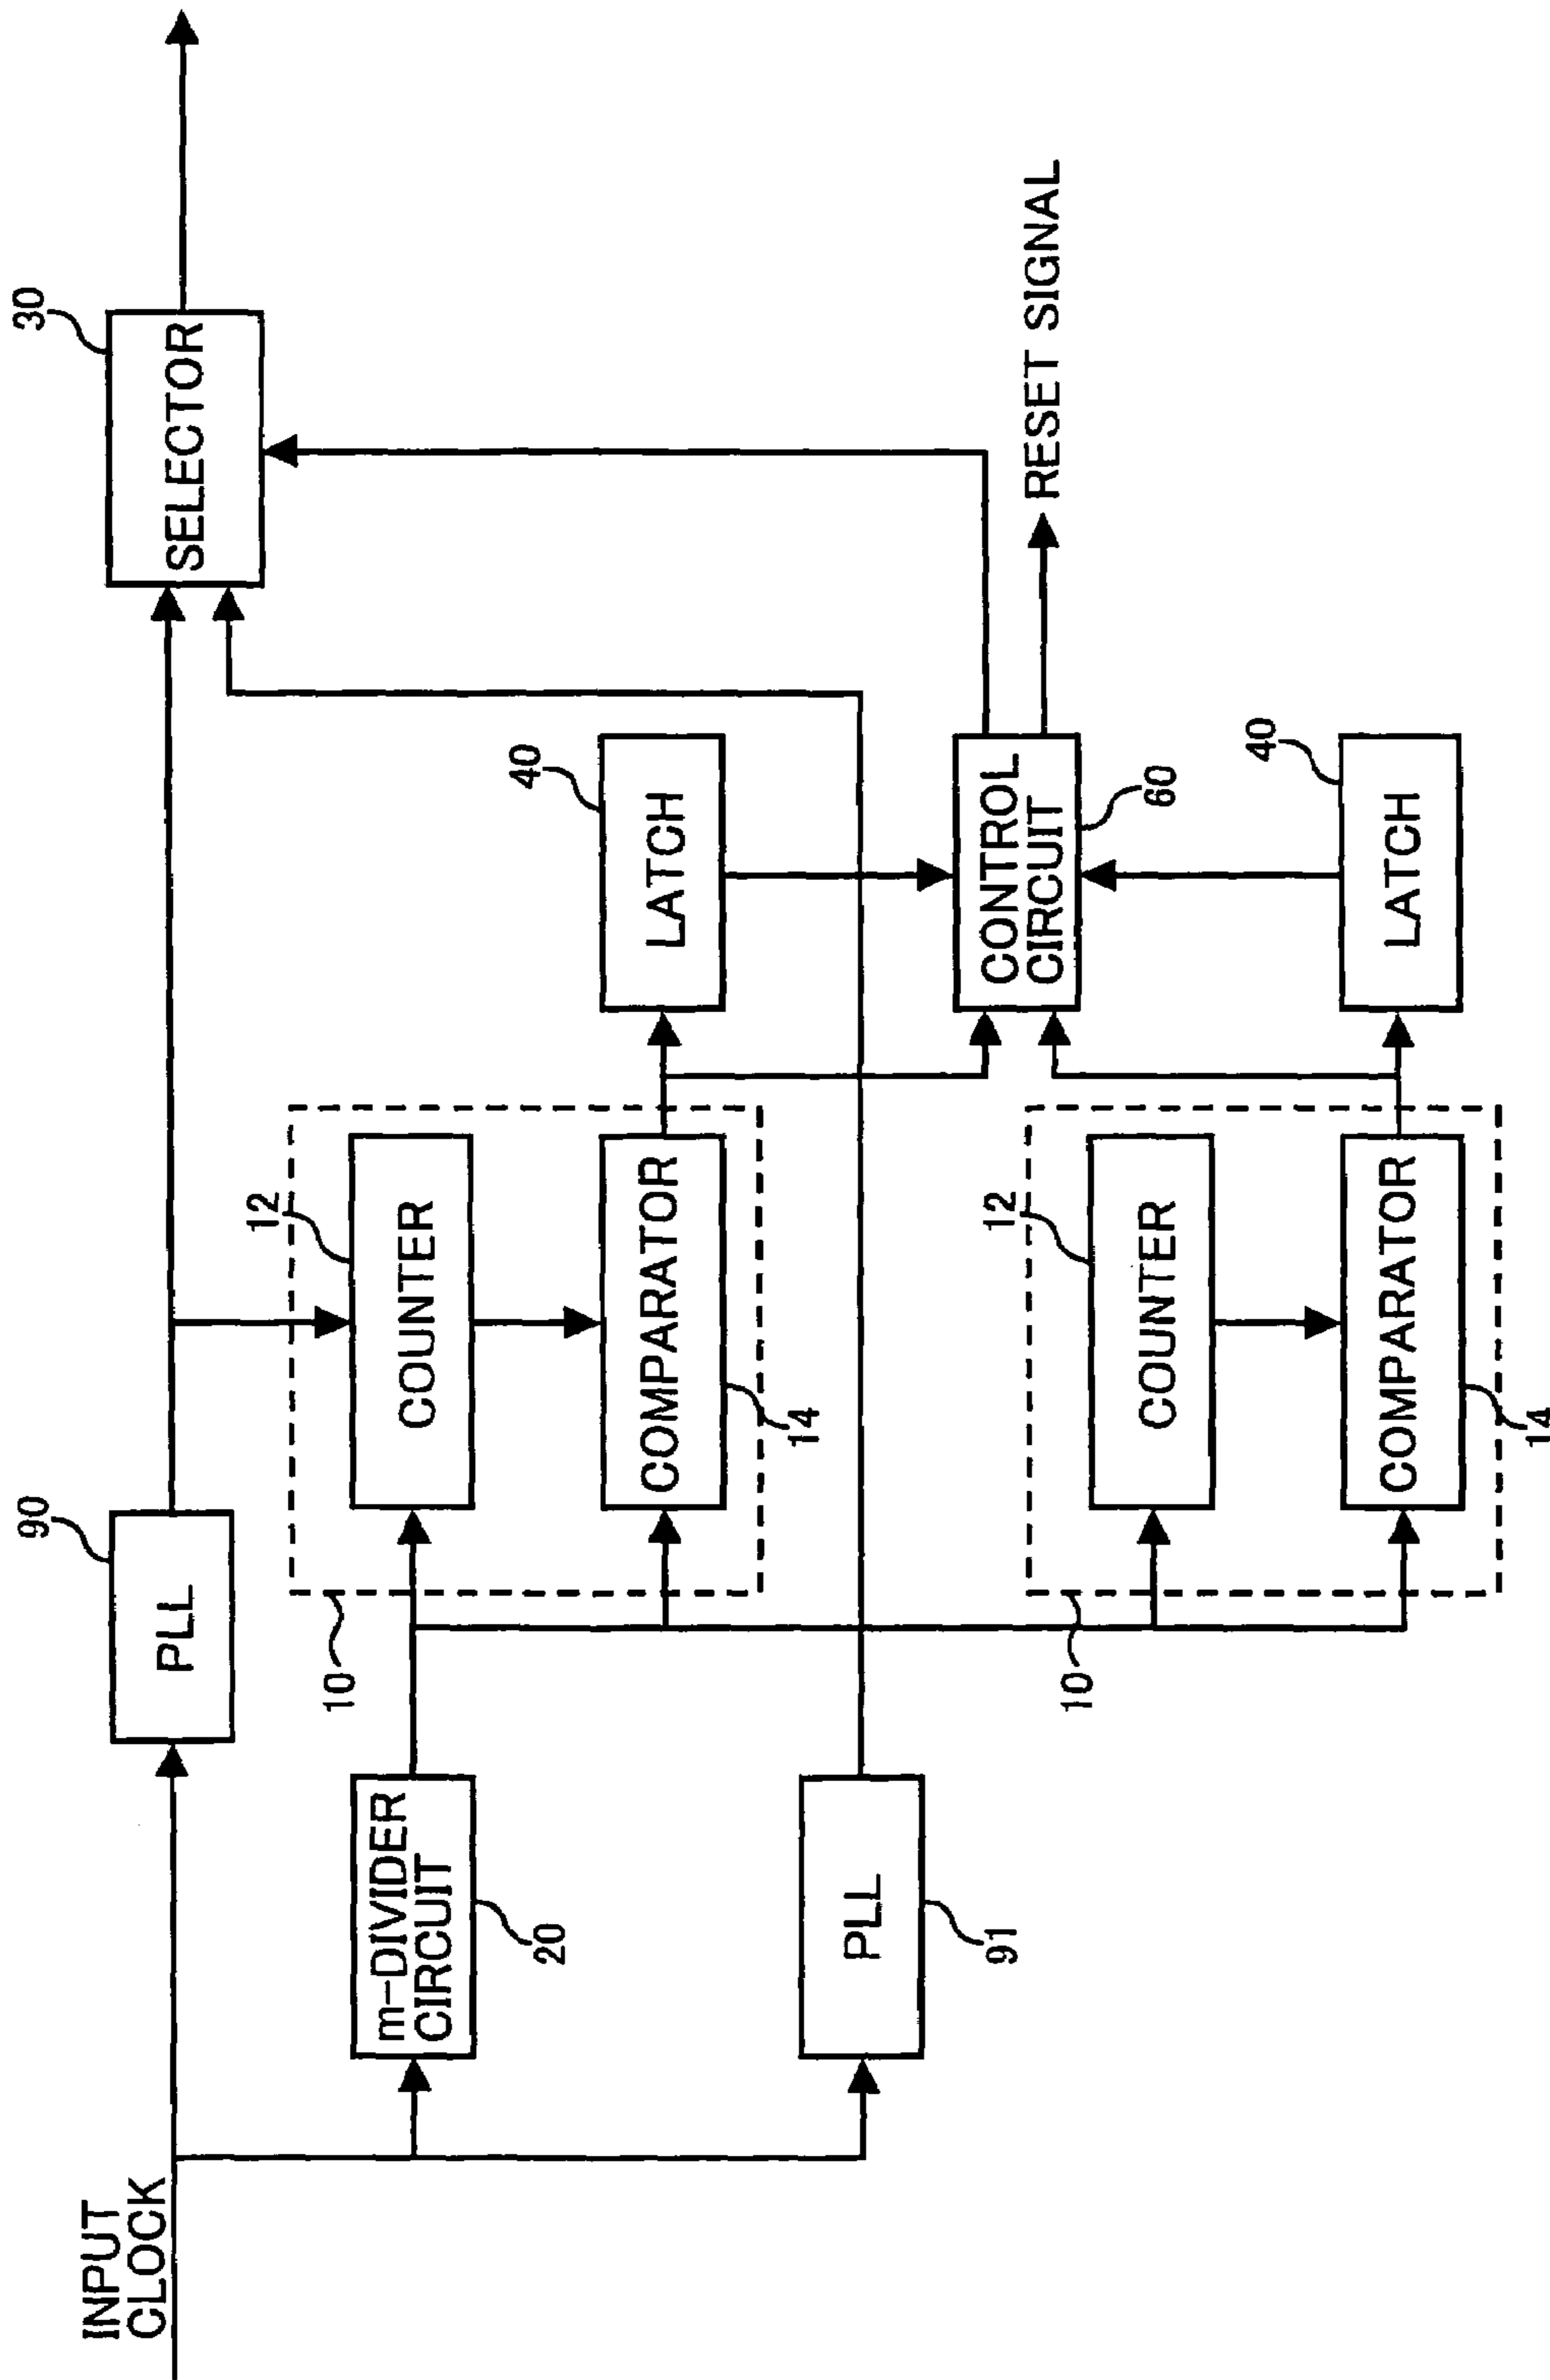 INPUT
CLOCK
90
PLL
30
SELECTOR
m-DIVIDER
CIRCUIT
20
10
12
COUNTER
COMPARATOR
14
40
LATCH
PLL
91
CONTROL
CIRCUIT
60
RESET SIGNAL
10
12
COUNTER
COMPARATOR
14
40
LATCH